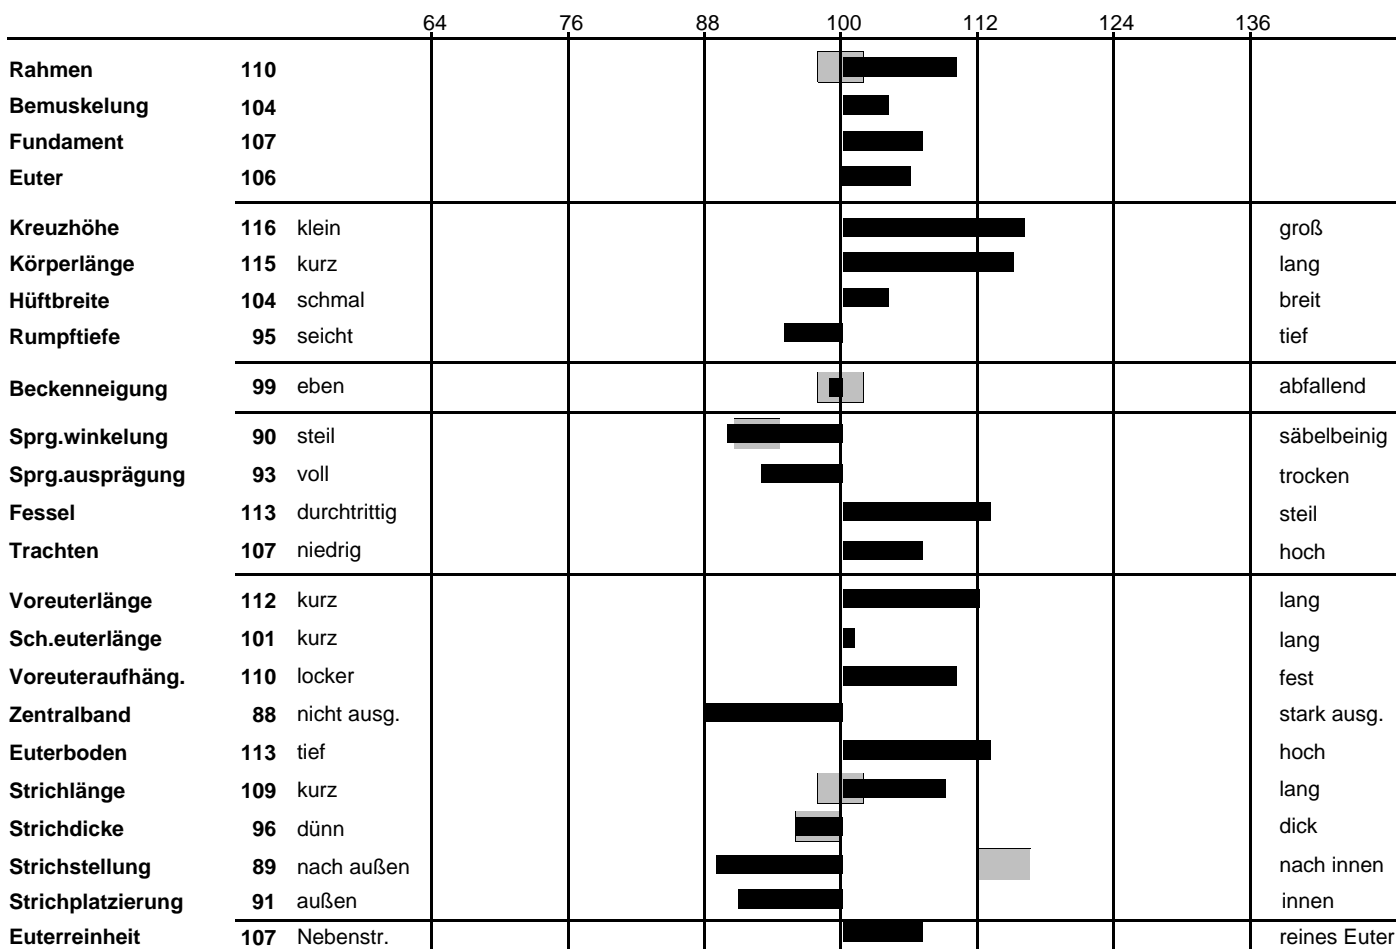 64 76 88 100 112 124 136
Rahmen 110
Bemuskelung 104
Fundament 107
Euter 106
Kreuzhöhe 116 klein groß
Körperlänge 115 kurz lang
Hüftbreite 104 schmal breit
Rumpftiefe 95 seicht tief
Beckenneigung 99 eben abfallend
Sprg.winkelung 90 steil säbelbeinig
Sprg.ausprägung 93 voll trocken
Fessel 113 durchtrittig steil
Trachten 107 niedrig hoch
Voreuterlänge 112 kurz lang
Sch.euterlänge 101 kurz lang
Voreuteraufhäng. 110 locker fest
Zentralband 88 nicht ausg. stark ausg.
Euterboden 113 tief hoch
Strichlänge 109 kurz lang
Strichdicke 96 dünn dick
Strichstellung 89 nach außen nach innen
Strichplatzierung 91 außen innen
Euterreinheit 107 Nebenstr. reines Euter